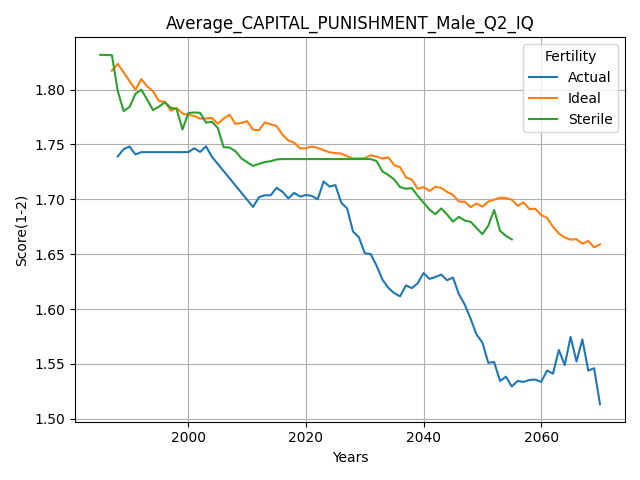 Average_CAPITAL_PUNISHMENT_Male_Q2_IQ
Fertility
Actual
Ideal
Sterile
Score(1-2)
1.80
1.75
1.70
1.65
1.60
1.55
1.50
2000 2020 2040 2060
Years